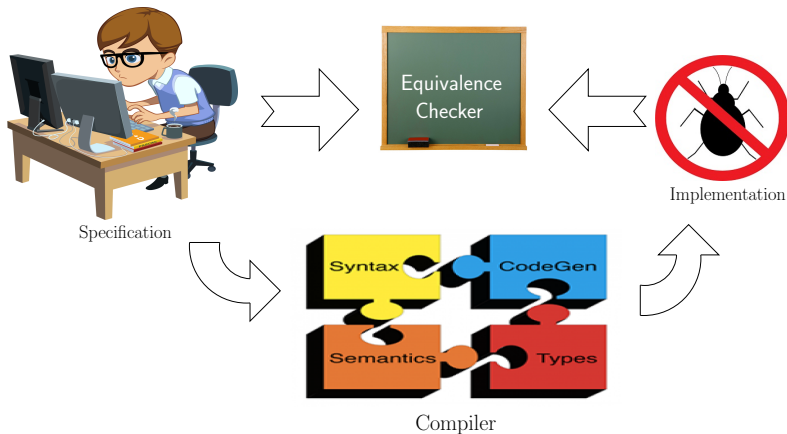 Equivalence
Checker
Implementation
Specification
Syntax
CodeGen
Semantics
Types
Compiler